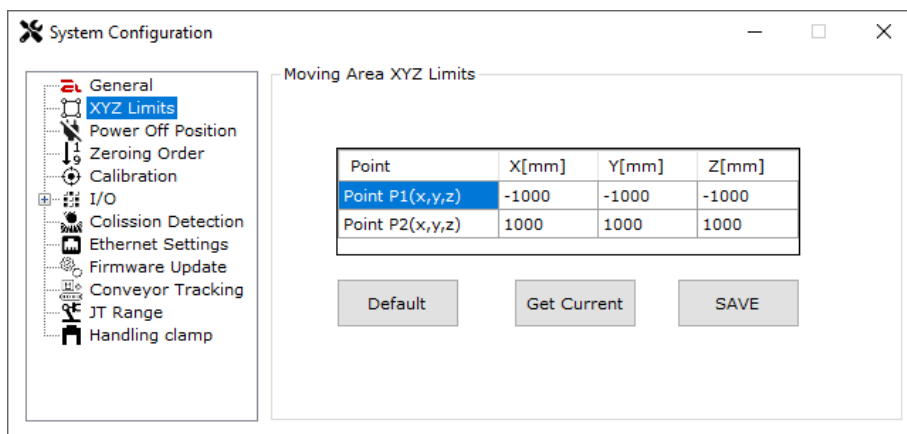 System Configuration
General
XYZ Limits
Power Off Position
Zeroing Order
Calibration
I/O
Colission Detection
Ethernet Settings
Firmware Update
Conveyor Tracking
JT Range
Handling clamp
Moving Area XYZ Limits
Point X[mm] Y[mm] Z[mm]
Point P1(x,y,z) -1000 -1000 -1000
Point P2(x,y,z) 1000 1000 1000
Default Get Current SAVE